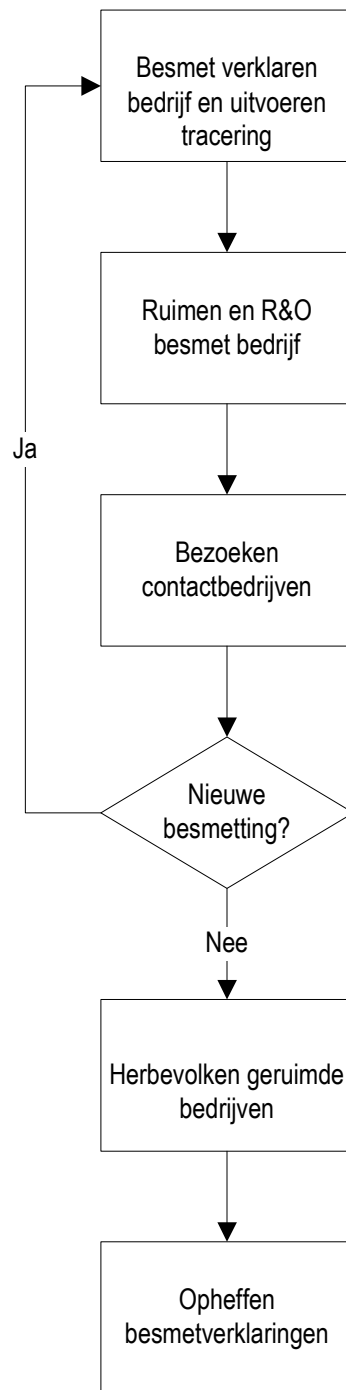 Besmet verklaren
bedrijf en uitvoeren
tracering
Ruimen en R&O
besmet bedrijf
Ja
Bezoeken
contactbedrijven
Nieuwe
besmetting?
Nee
Herbevolken geruimde
bedrijven
Opheffen
besmetverklaringen